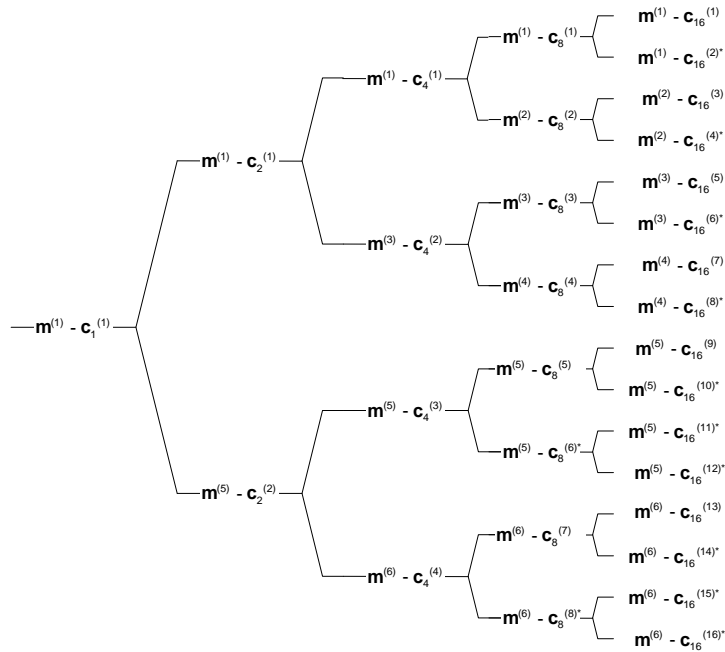 m(1) - c16(1)
m(1) - c8(1)
m(1) - c16(2)*
m(1) - c4(1)
m(2) - c16(3)
m(2) - c8(2)
m(2) - c16(4)*
m(1) - c2(1)
m(3) - c16(5)
m(3) - c8(3)
m(3) - c16(6)*
m(3) - c4(2)
m(4) - c16(7)
m(4) - c8(4)
m(4) - c16(8)*
m(1) - c1(1)
m(5) - c16(9)
m(5) - c8(5)
m(5) - c16(10)*
m(5) - c4(3)
m(5) - c16(11)*
m(5) - c8(6)*
m(5) - c16(12)*
m(5) - c2(2)
m(6) - c16(13)
m(6) - c8(7)
m(6) - c16(14)*
m(6) - c4(4)
m(6) - c16(15)*
m(6) - c8(8)*
m(6) - c16(16)*